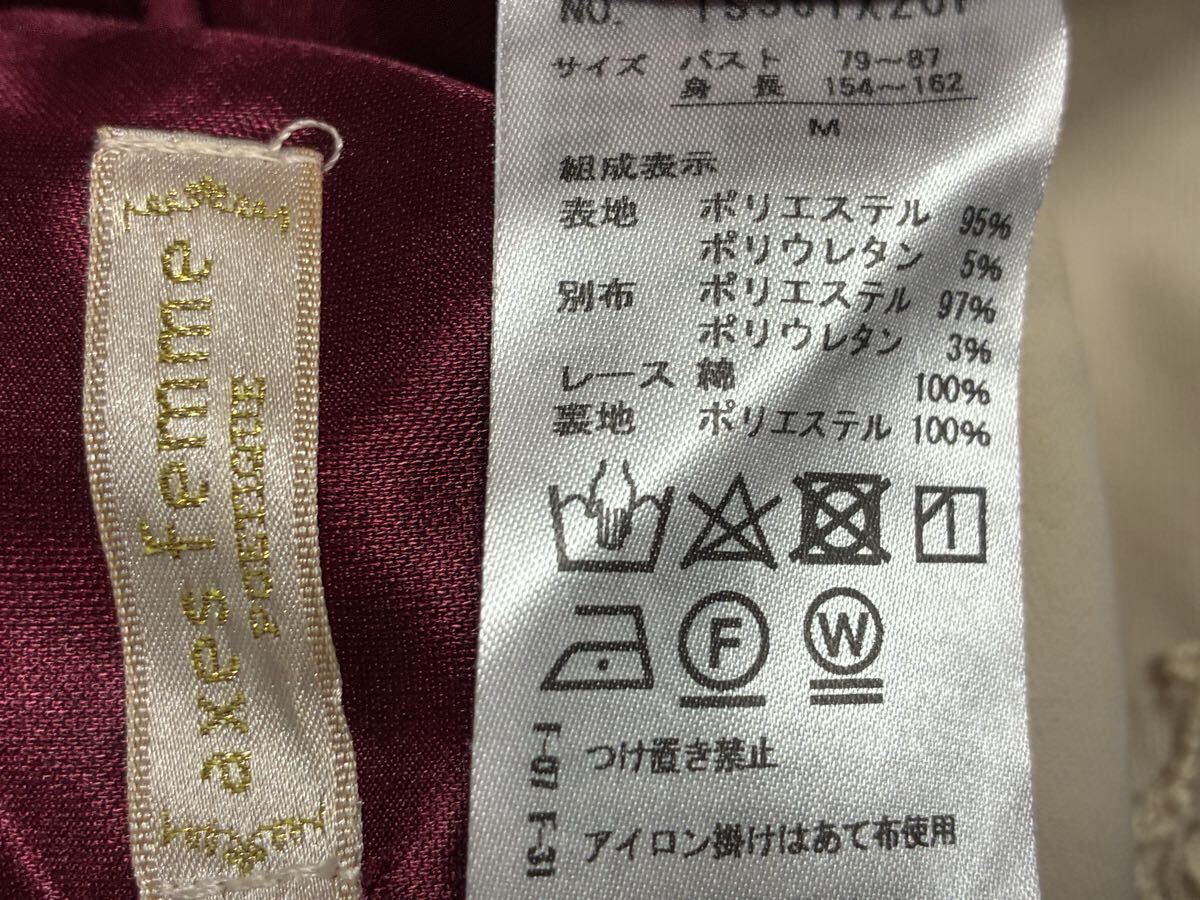 axes femme
POETIQUE
NO.
サイズ バスト 79～87
身長 154～162
M
組成表示
表地 ポリエステル 95%
ポリウレタン 5%
別布 ポリエステル 97%
ポリウレタン 3%
レース 綿 100%
裏地 ポリエステル 100%
F
W
F-07 つけ置き禁止
F-31 アイロン掛けはあて布使用